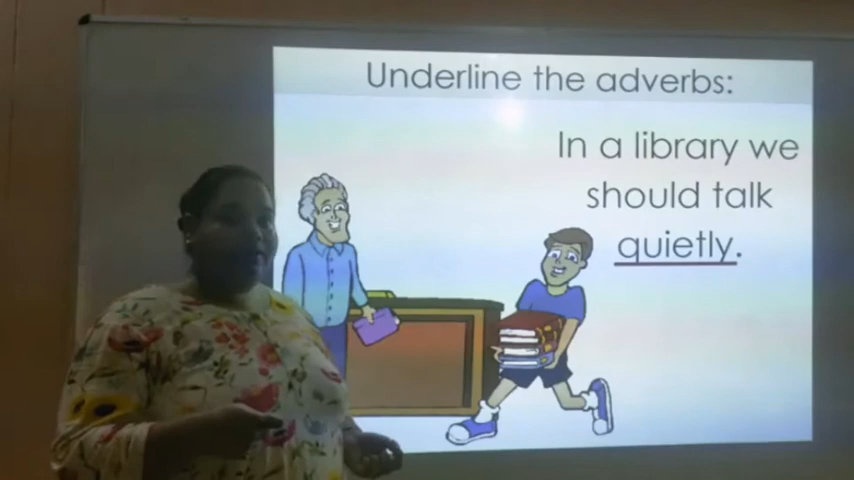 Underline the adverbs:
In a library we
should talk
quietly.